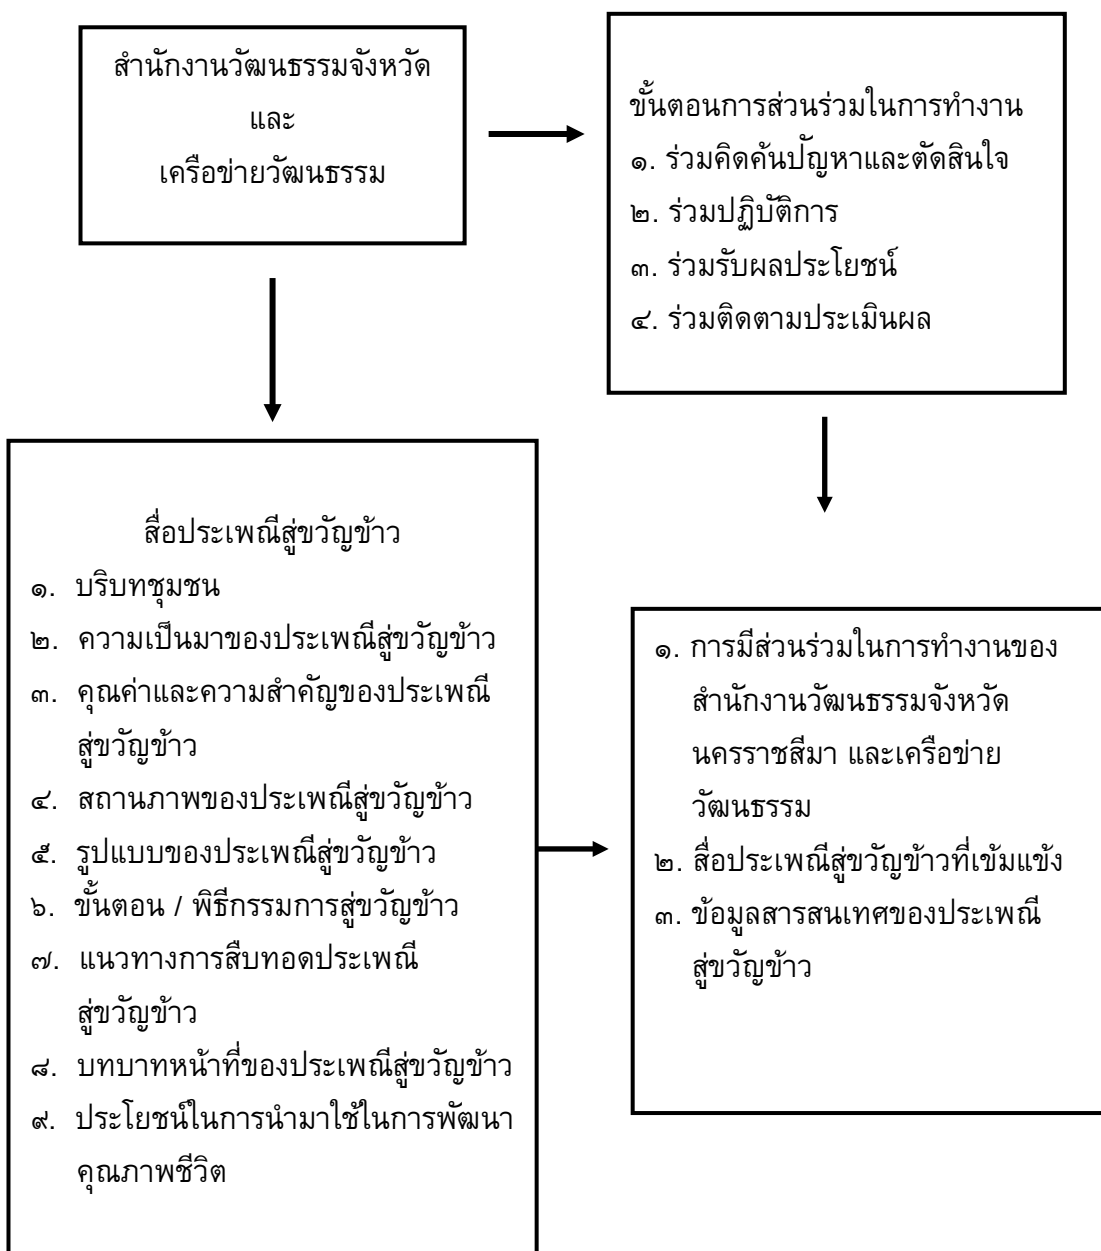 สำนักงานวัฒนธรรมจังหวัด
และ
เครือข่ายวัฒนธรรม
ขั้นตอนการส่วนร่วมในการทำงาน
๑. ร่วมคิดค้นปัญหาและตัดสินใจ
๒. ร่วมปฏิบัติการ
๓. ร่วมรับผลประโยชน์
๔. ร่วมติดตามประเมินผล
สื่อประเพณีสู่ขวัญข้าว
๑. บริบทชุมชน
๒. ความเป็นมาของประเพณีสู่ขวัญข้าว
๓. คุณค่าและความสำคัญของประเพณี
สู่ขวัญข้าว
๔. สถานภาพของประเพณีสู่ขวัญข้าว
๕. รูปแบบของประเพณีสู่ขวัญข้าว
๖. ขั้นตอน / พิธีกรรมการสู่ขวัญข้าว
๗. แนวทางการสืบทอดประเพณี
สู่ขวัญข้าว
๘. บทบาทหน้าที่ของประเพณีสู่ขวัญข้าว
๙. ประโยชน์ในการนำมาใช้ในการพัฒนา
คุณภาพชีวิต
๑. การมีส่วนร่วมในการทำงานของ
สำนักงานวัฒนธรรมจังหวัด
นครราชสีมา และเครือข่าย
วัฒนธรรม
๒. สื่อประเพณีสู่ขวัญข้าวที่เข้มแข้ง
๓. ข้อมูลสารสนเทศของประเพณี
สู่ขวัญข้าว